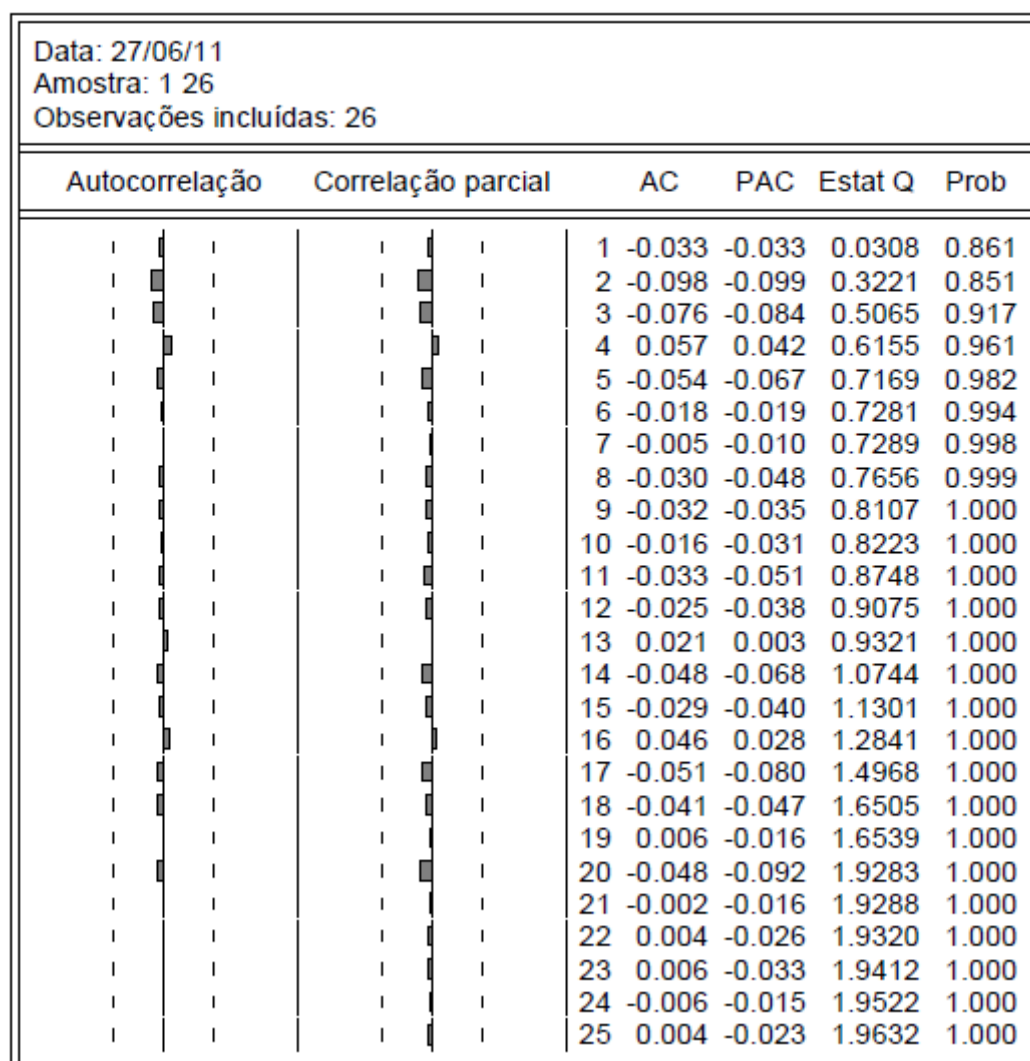 Data: 27/06/11
Amostra: 1 26
Observações incluídas: 26
Autocorrelação Correlação parcial AC PAC Estat Q Prob
1 -0.033 -0.033 0.0308 0.861
2 -0.098 -0.099 0.3221 0.851
3 -0.076 -0.084 0.5065 0.917
4 0.057 0.042 0.6155 0.961
5 -0.054 -0.067 0.7169 0.982
6 -0.018 -0.019 0.7281 0.994
7 -0.005 -0.010 0.7289 0.998
8 -0.030 -0.048 0.7656 0.999
9 -0.032 -0.035 0.8107 1.000
10 -0.016 -0.031 0.8223 1.000
11 -0.033 -0.051 0.8748 1.000
12 -0.025 -0.038 0.9075 1.000
13 0.021 0.003 0.9321 1.000
14 -0.048 -0.068 1.0744 1.000
15 -0.029 -0.040 1.1301 1.000
16 0.046 0.028 1.2841 1.000
17 -0.051 -0.080 1.4968 1.000
18 -0.041 -0.047 1.6505 1.000
19 0.006 -0.016 1.6539 1.000
20 -0.048 -0.092 1.9283 1.000
21 -0.002 -0.016 1.9288 1.000
22 0.004 -0.026 1.9320 1.000
23 0.006 -0.033 1.9412 1.000
24 -0.006 -0.015 1.9522 1.000
25 0.004 -0.023 1.9632 1.000